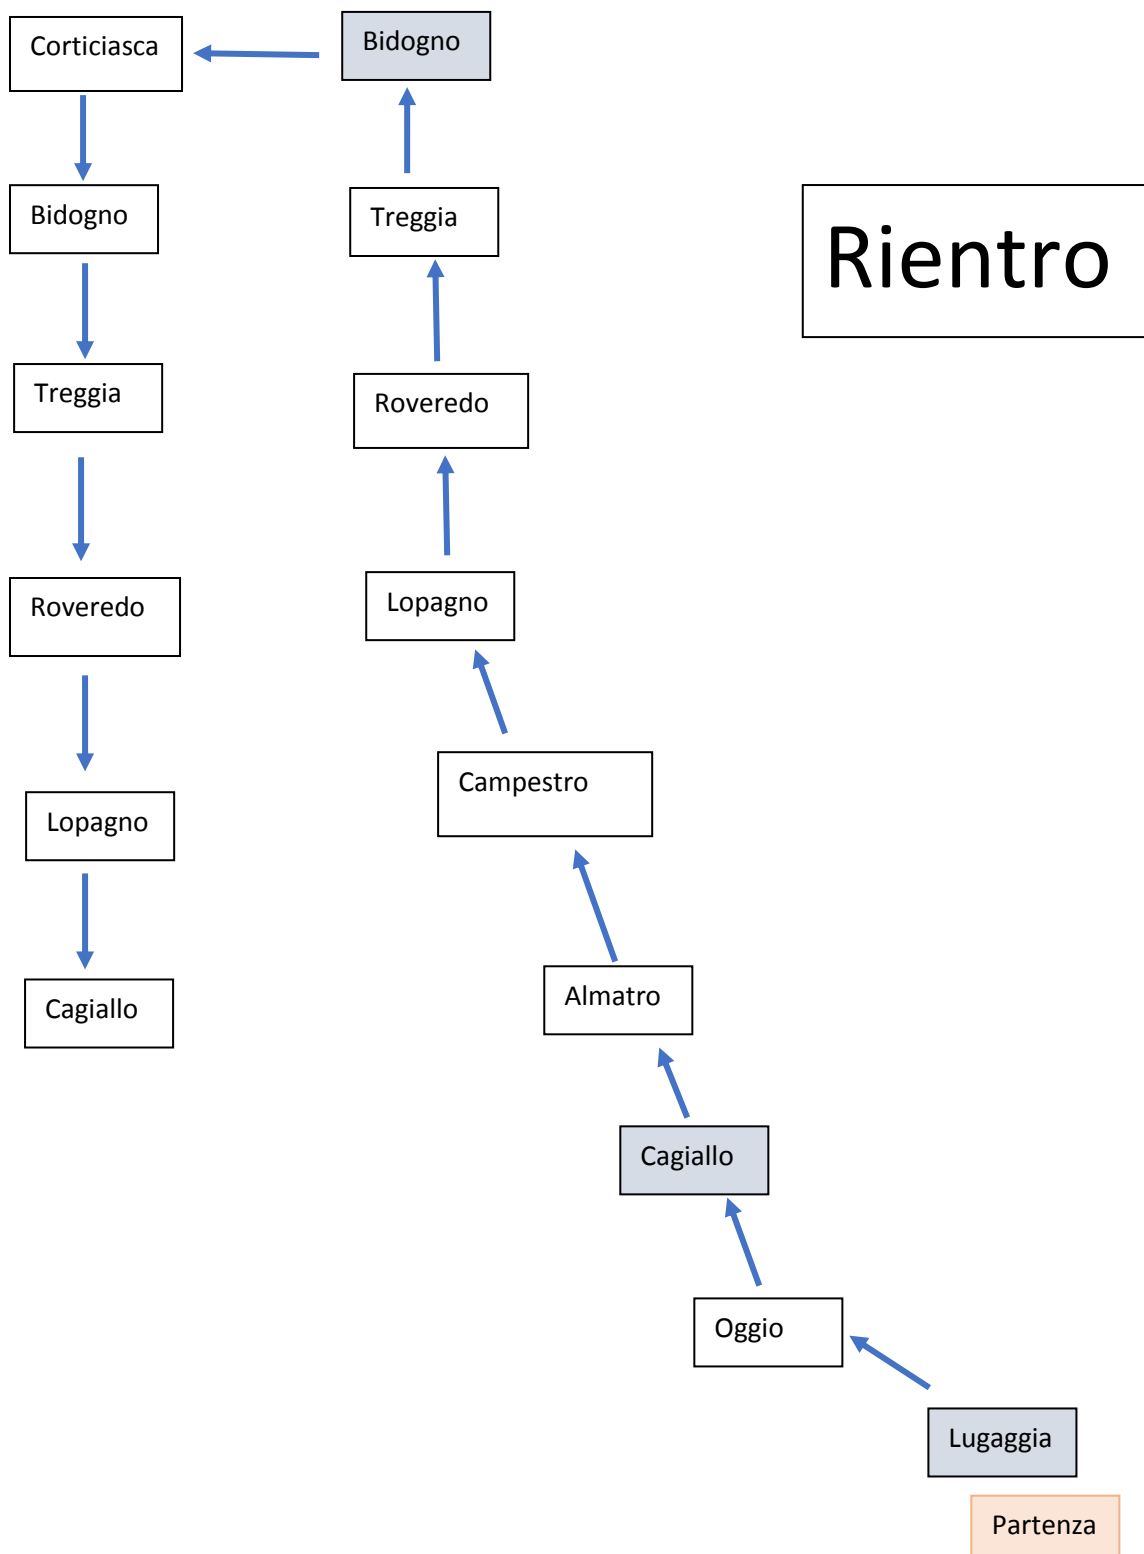 Corticiasca
Bidogno
Bidogno
Treggia
Rientro
Treggia
Roveredo
Roveredo
Lopagno
Campestro
Lopagno
Almatro
Cagiallo
Cagiallo
Oggio
Lugaggia
Partenza